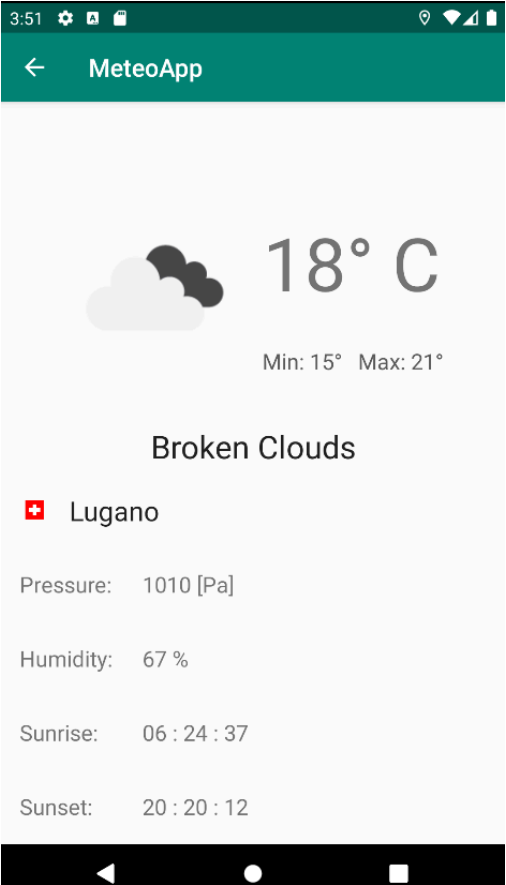 3:51
MeteoApp
18° C
Min: 15° Max: 21°
Broken Clouds
Lugano
Pressure: 1010 [Pa]
Humidity: 67 %
Sunrise: 06 : 24 : 37
Sunset: 20 : 20 : 12